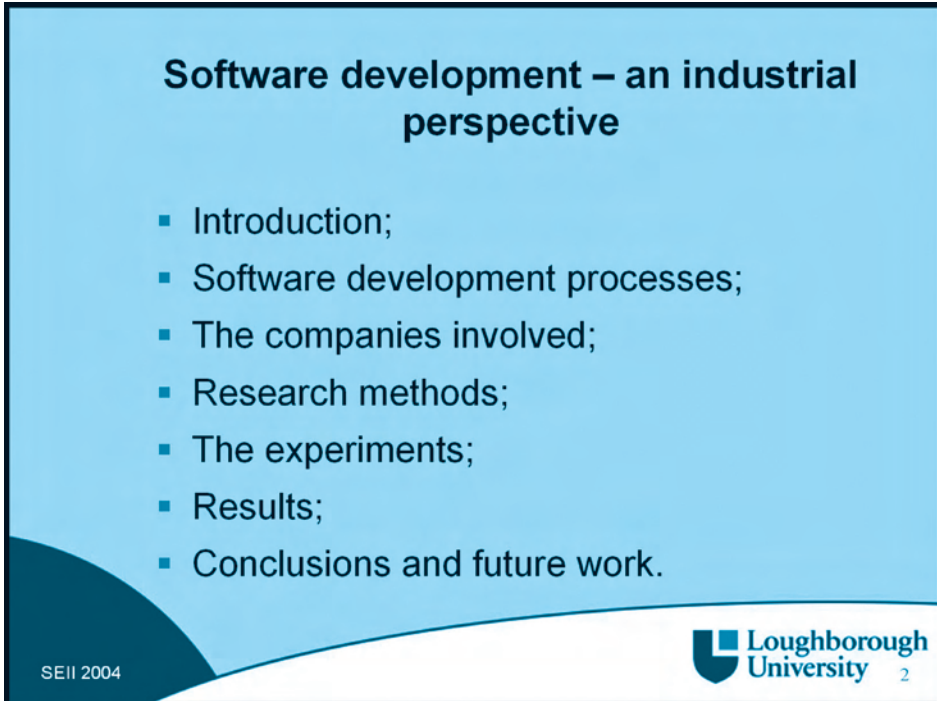 Software development – an industrial
perspective
▪ Introduction;
▪ Software development processes;
▪ The companies involved;
▪ Research methods;
▪ The experiments;
▪ Results;
▪ Conclusions and future work.
SEII 2004
Loughborough
University
2